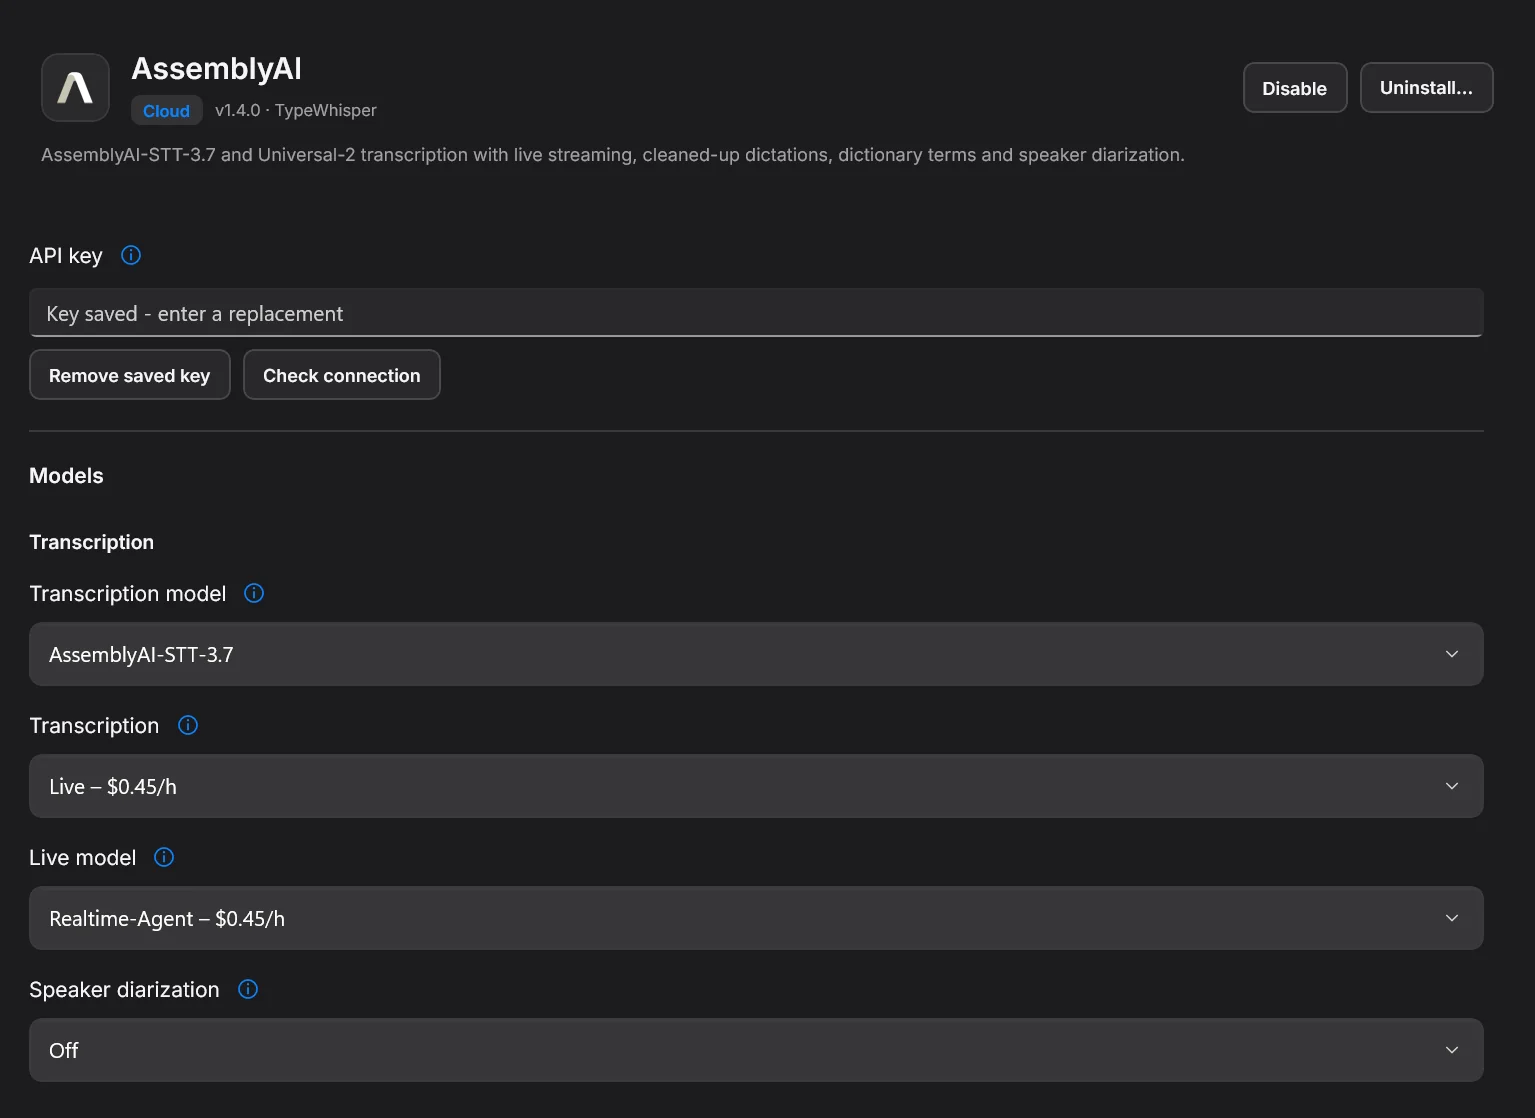 AssemblyAI
Cloud v1.4.0 · TypeWhisper
Disable
Uninstall...
AssemblyAI-STT-3.7 and Universal-2 transcription with live streaming, cleaned-up dictations, dictionary terms and speaker diarization.
API key
Key saved - enter a replacement
Remove saved key
Check connection
Models
Transcription
Transcription model
AssemblyAI-STT-3.7
Transcription
Live – $0.45/h
Live model
Realtime-Agent – $0.45/h
Speaker diarization
Off